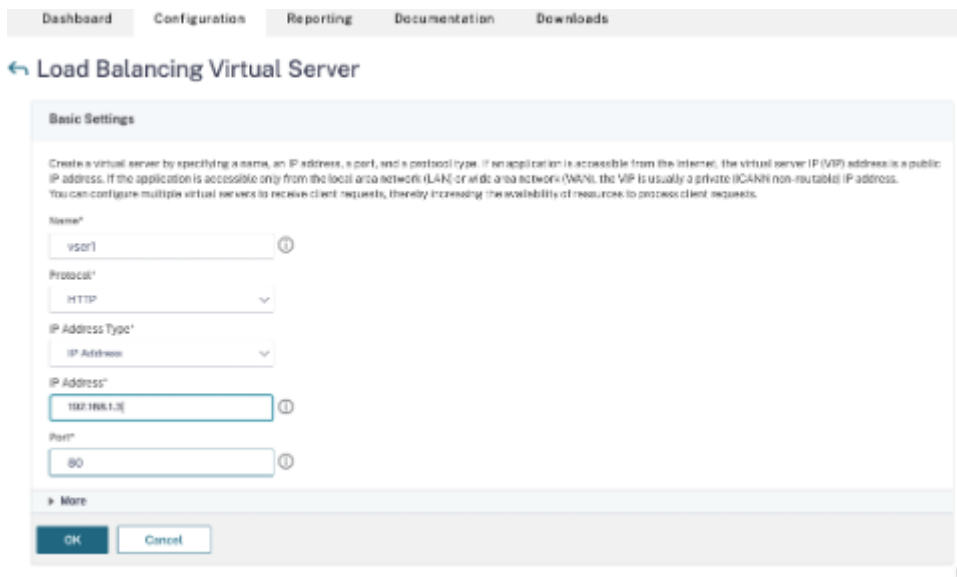 Dashboard Configuration Reporting Documentation Downloads
Load Balancing Virtual Server
Basic Settings
Create a virtual server by specifying a name, an IP address, a port, and a protocol type. If an application is accessible from the internet, the virtual server IP (VIP) address is a public
IP address. If the application is accessible only from the local area network (LAN) or wide area network (WAN), the VIP is usually a private (ICANN non-routable) IP address.
You can configure multiple virtual servers to receive client requests, thereby increasing the availability of resources to process client requests.
Name*
vser1
Protocol*
HTTP
IP Address Type*
IP Address
IP Address*
192.168.1.3
Port*
80
More
OK Cancel